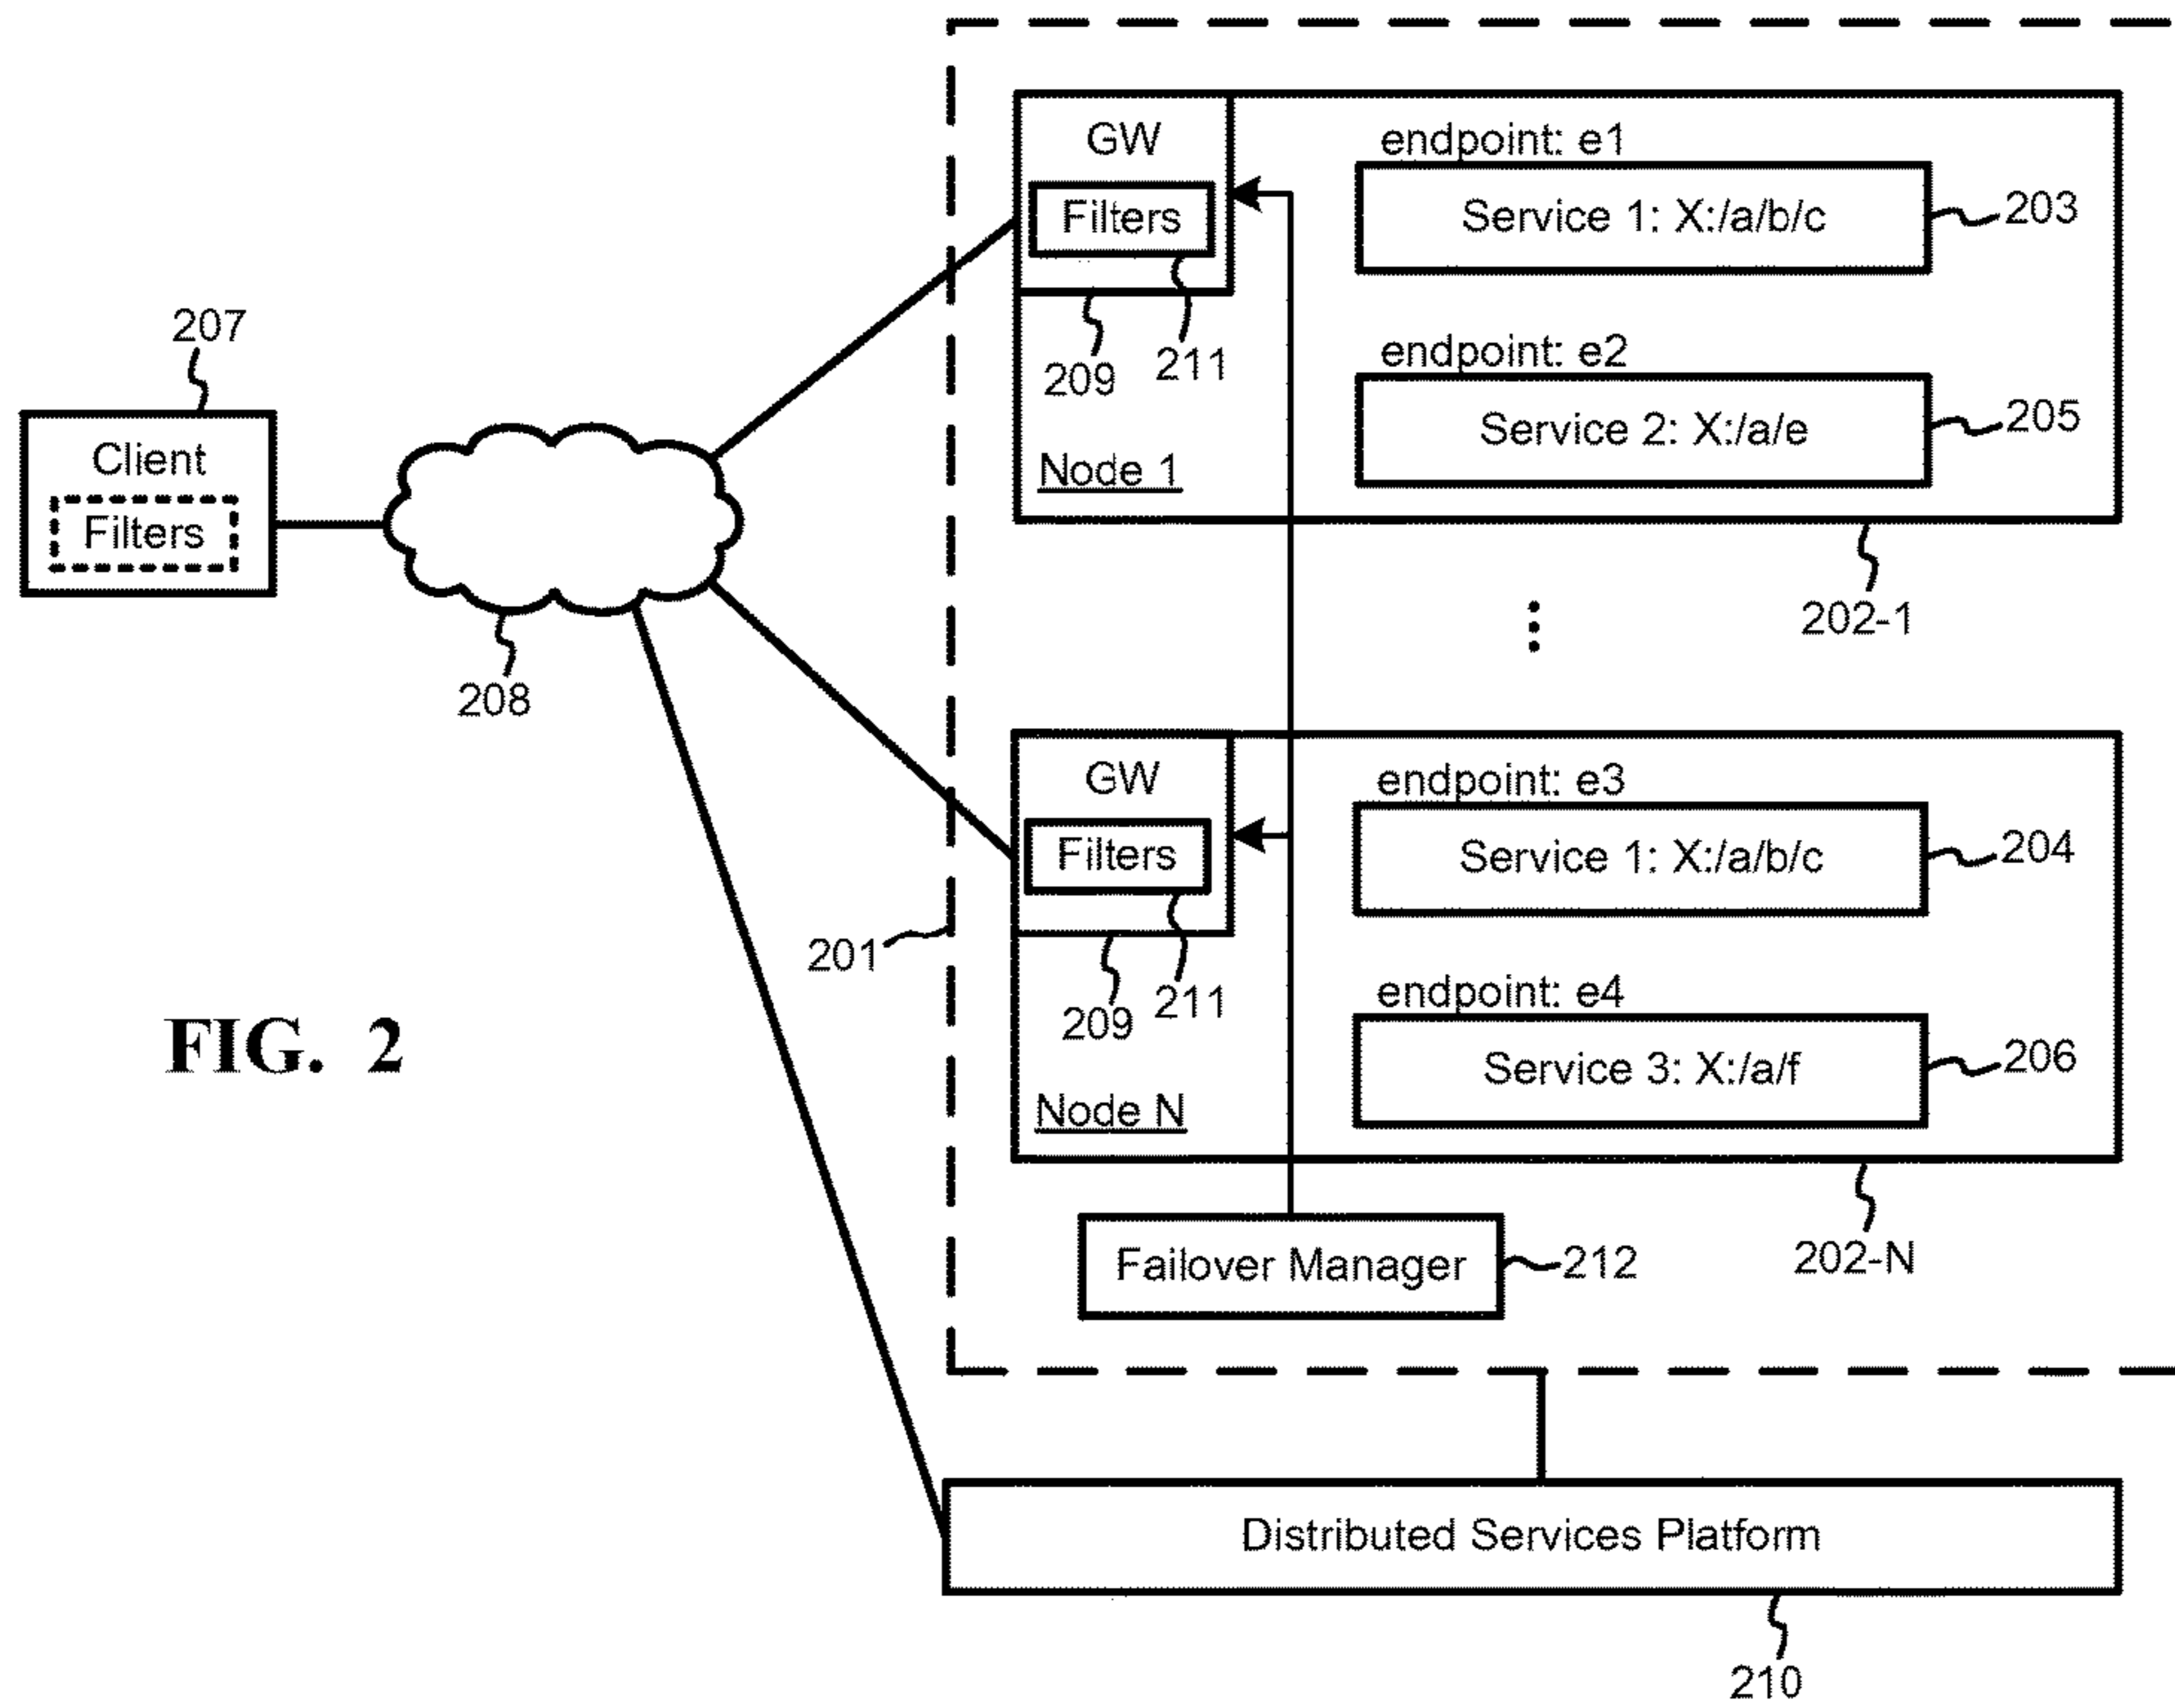 GW
Filters
209
211
endpoint: e1
Service 1: X:/a/b/c
203
endpoint: e2
Service 2: X:/a/e
205
Node 1
202-1
207
Client
Filters
208
GW
Filters
209
211
endpoint: e3
Service 1: X:/a/b/c
204
endpoint: e4
Service 3: X:/a/f
206
Node N
202-N
201
FIG. 2
Failover Manager
212
Distributed Services Platform
210